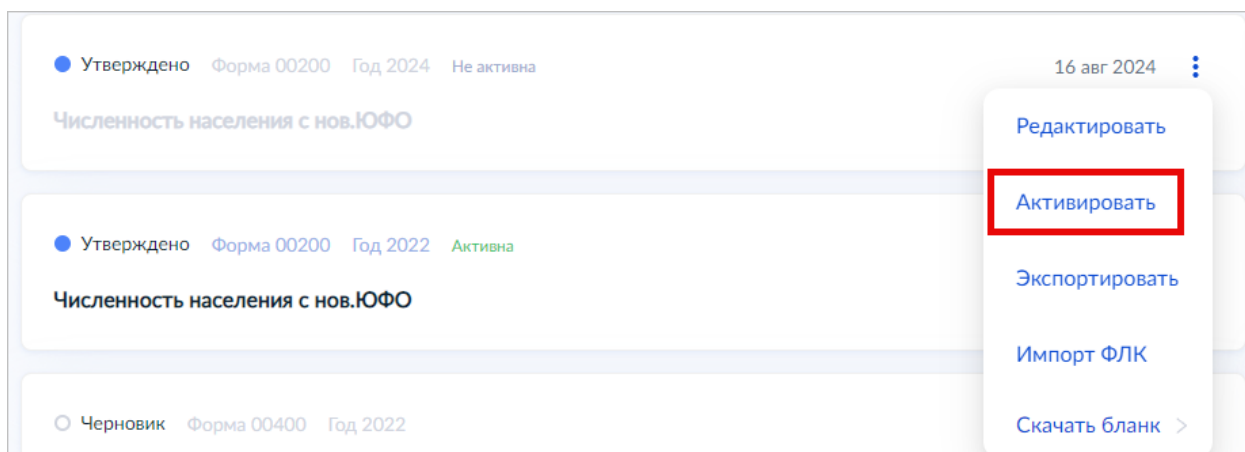 Утверждено Форма 00200 Год 2024 Не активна 16 авг 2024
Численность населения с нов.ЮФО
Редактировать
Активировать
Утверждено Форма 00200 Год 2022 Активна
Экспортировать
Численность населения с нов.ЮФО
Импорт ФЛК
Черновик Форма 00400 Год 2022
Скачать бланк